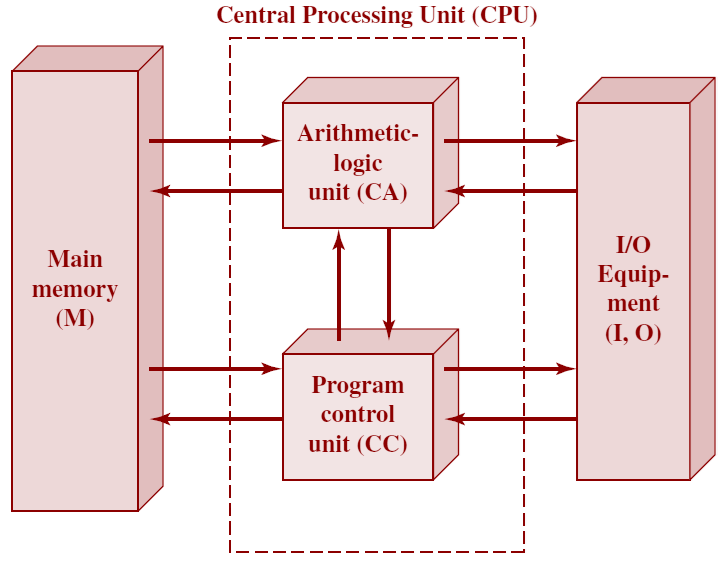 Central Processing Unit (CPU)
Main
memory
(M)
Arithmetic-
logic
unit (CA)
Program
control
unit (CC)
I/O
Equip-
ment
(I, O)